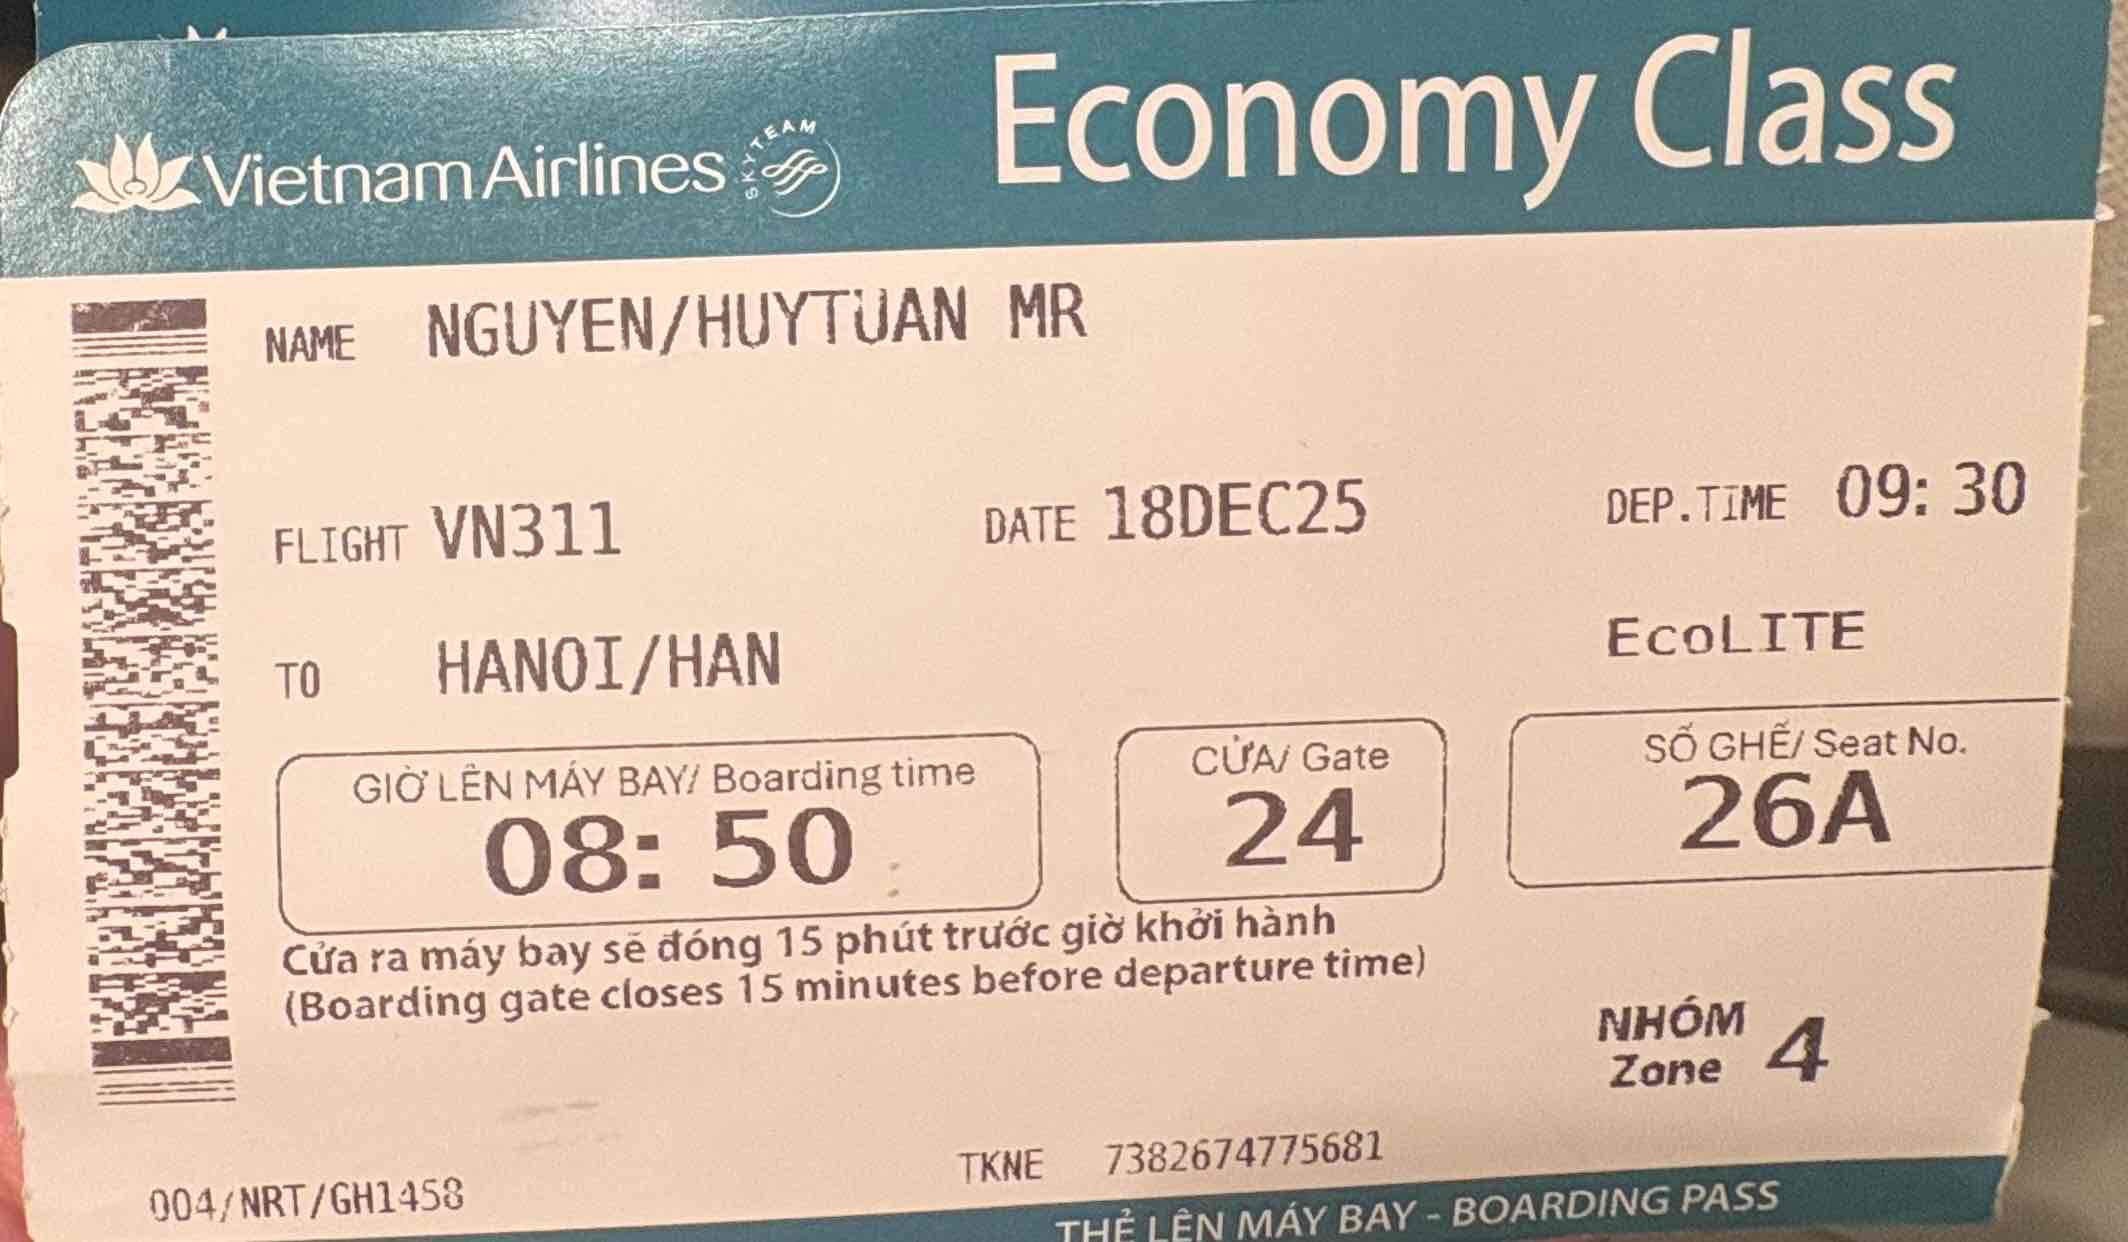 Vietnam Airlines SKYTEAM Economy Class
NAME NGUYEN/HUYTUAN MR
FLIGHT VN311 DATE 18DEC25 DEP.TIME 09:30
TO HANOI/HAN EcoLITE
GIỜ LÊN MÁY BAY/ Boarding time CỬA/ Gate SỐ GHẾ/ Seat No.
08:50 24 26A
Cửa ra máy bay sẽ đóng 15 phút trước giờ khởi hành
(Boarding gate closes 15 minutes before departure time)
NHÓM
Zone 4
TKNE 7382674775681
004/NRT/GH1458
THẺ LÊN MÁY BAY - BOARDING PASS